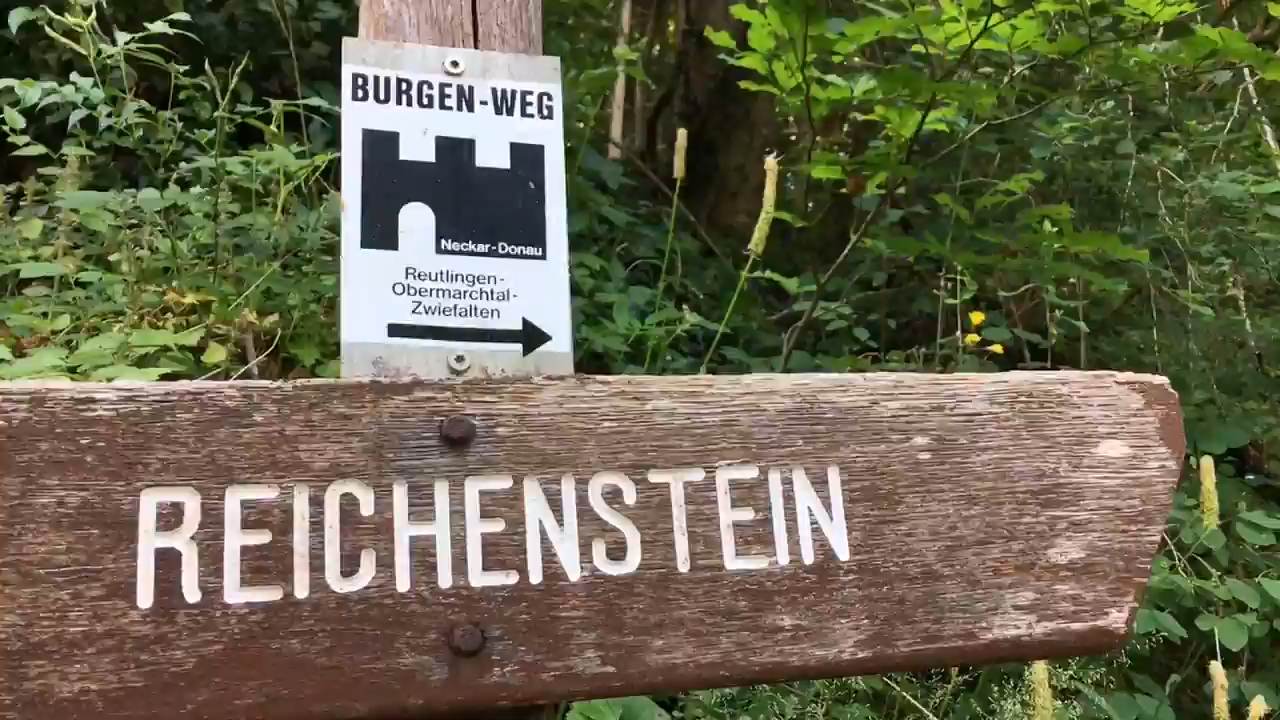 BURGEN-WEG
Neckar-Donau
Reutlingen-
Obermarchtal-
Zwiefalten
REICHENSTEIN